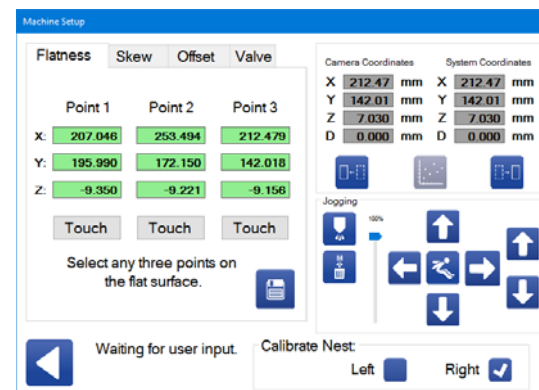 Machine Setup
Flatness Skew Offset Valve
Point 1 Point 2 Point 3
X: 207.046 253.494 212.479
Y: 195.990 172.150 142.018
Z: -9.350 -9.221 -9.156
Touch Touch Touch
Select any three points on
the flat surface.
Camera Coordinates System Coordinates
X 212.47 mm X 212.47 mm
Y 142.01 mm Y 142.01 mm
Z 7.030 mm Z 7.030 mm
D 0.000 mm D 0.000 mm
Jogging
100%
Waiting for user input.
Calibrate Nest:
Left Right